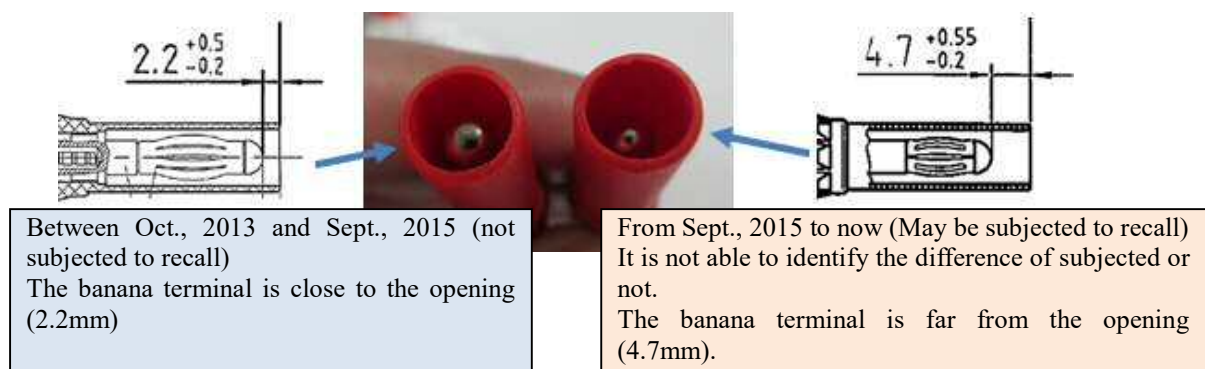 2.2 +0.5 -0.2
4.7 +0.55 -0.2
Between Oct., 2013 and Sept., 2015 (not
subjected to recall)
The banana terminal is close to the opening
(2.2mm)
From Sept., 2015 to now (May be subjected to recall)
It is not able to identify the difference of subjected or
not.
The banana terminal is far from the opening
(4.7mm).